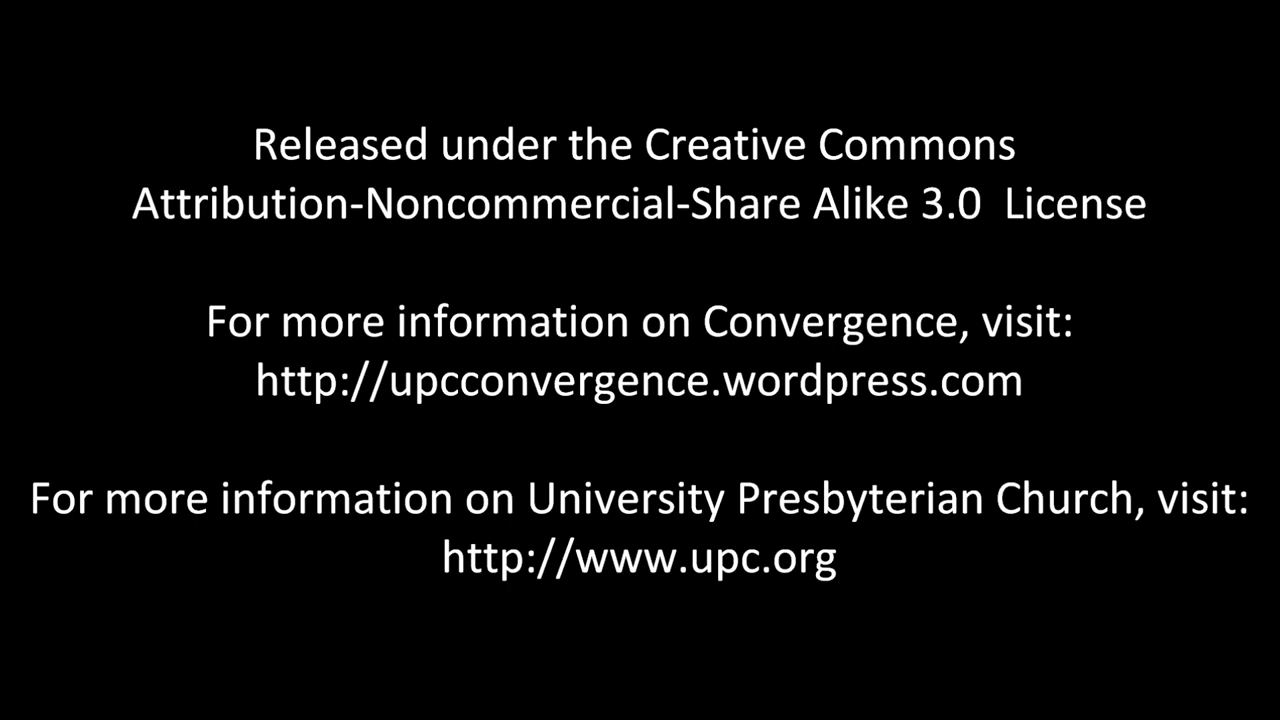 Released under the Creative Commons
Attribution-Noncommercial-Share Alike 3.0  License
For more information on Convergence, visit:
http://upcconvergence.wordpress.com
For more information on University Presbyterian Church, visit:
http://www.upc.org